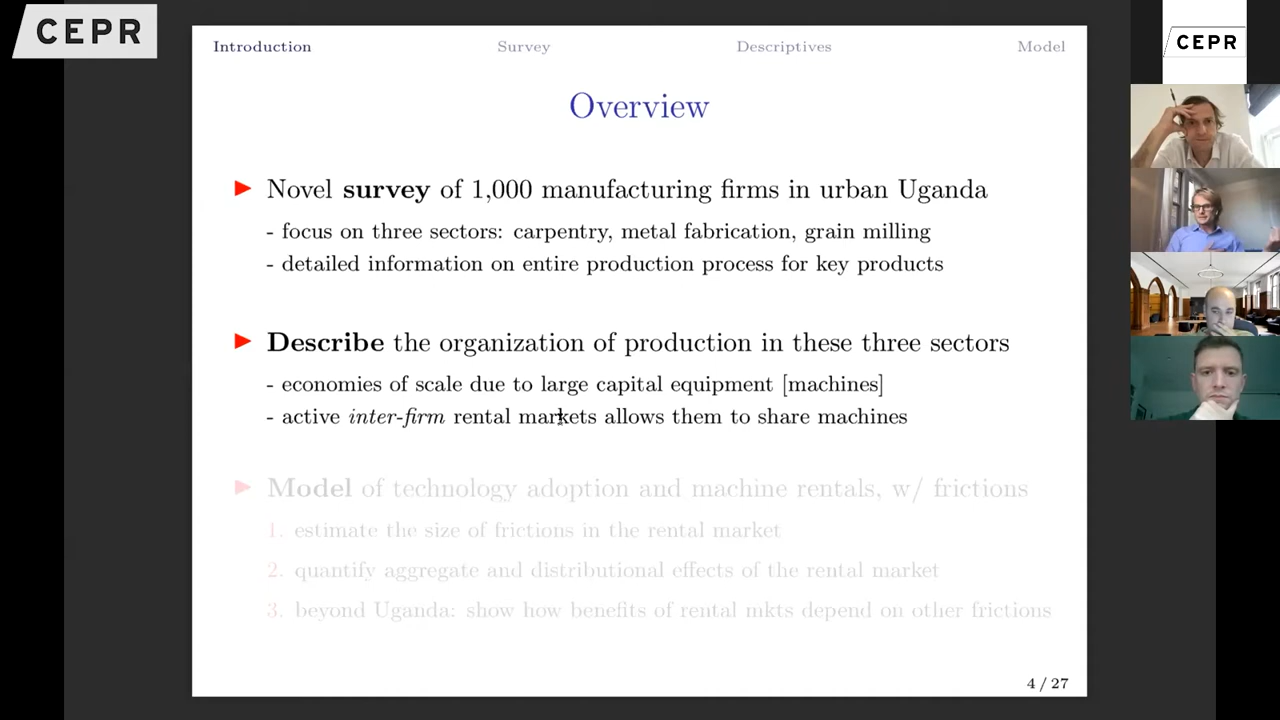 CEPR
CEPR
Introduction Survey Descriptives Model
Overview
Novel survey of 1,000 manufacturing firms in urban Uganda
- focus on three sectors: carpentry, metal fabrication, grain milling
- detailed information on entire production process for key products
Describe the organization of production in these three sectors
- economies of scale due to large capital equipment [machines]
- active inter-firm rental markets allows them to share machines
Model of technology adoption and machine rentals, w/ frictions
1. estimate the size of frictions in the rental market
2. quantify aggregate and distributional effects of the rental market
3. beyond Uganda: show how benefits of rental mkts depend on other frictions
4 / 27